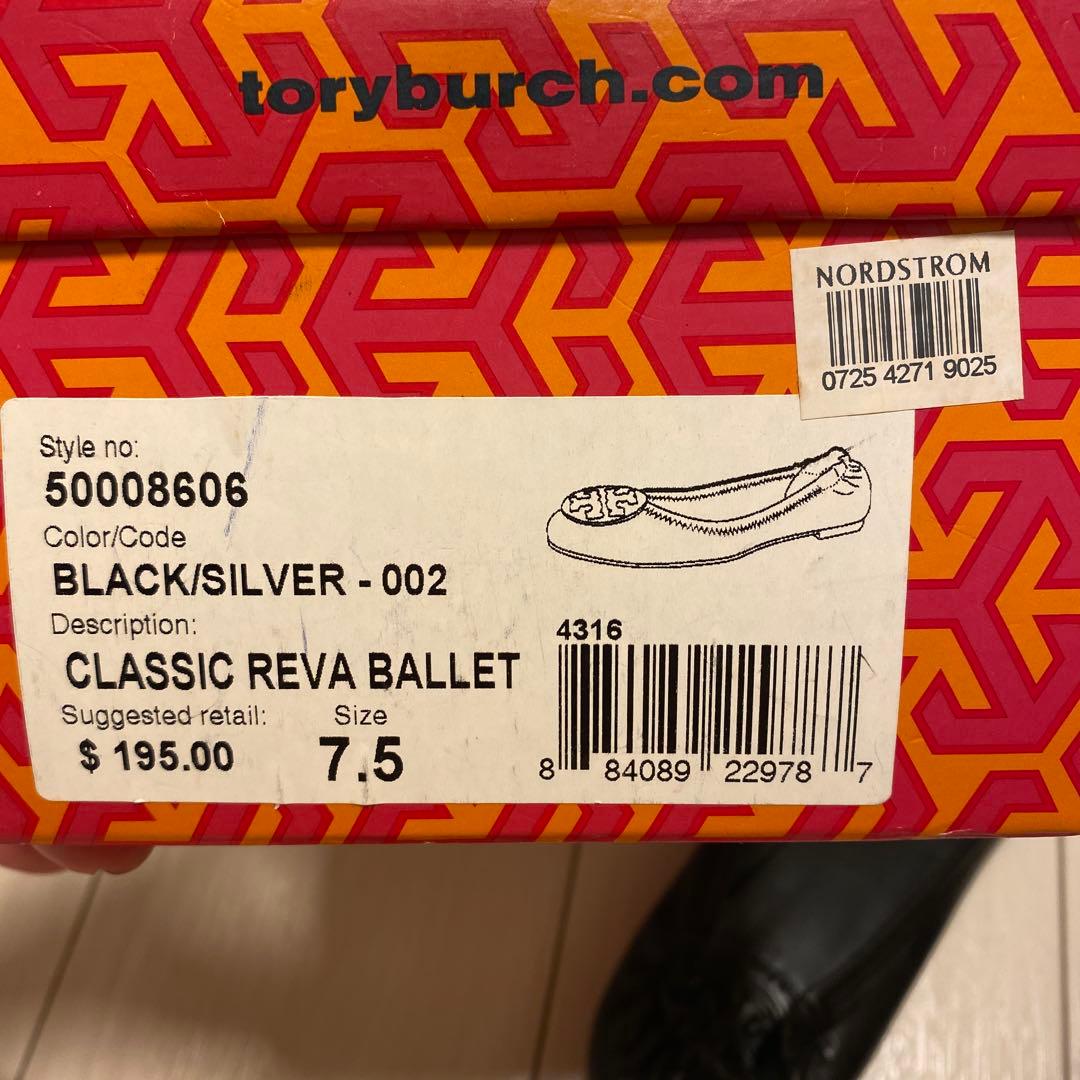 toryburch.com
NORDSTROM
0725 4271 9025
Style no:
50008606
Color/Code
BLACK/SILVER - 002
Description:
CLASSIC REVA BALLET
Suggested retail: Size
$ 195.00 7.5
4316
8 84089 22978 7